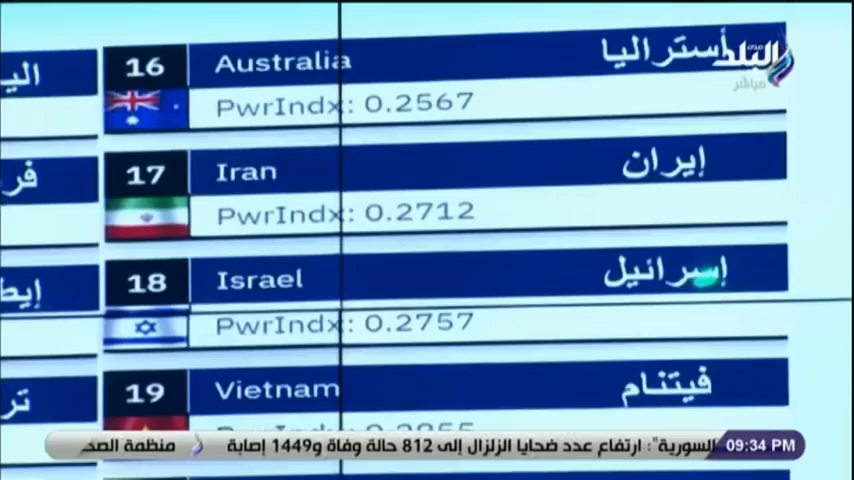 صدى
البلد
مباشر
16 Australia أستراليا
PwrIndx: 0.2567
17 Iran إيران
PwrIndx: 0.2712
18 Israel إسرائيل
PwrIndx: 0.2757
19 Vietnam فيتنام
09:34 PM السورية": ارتفاع عدد ضحايا الزلزال إلى 812 حالة وفاة و1449 إصابة منظمة